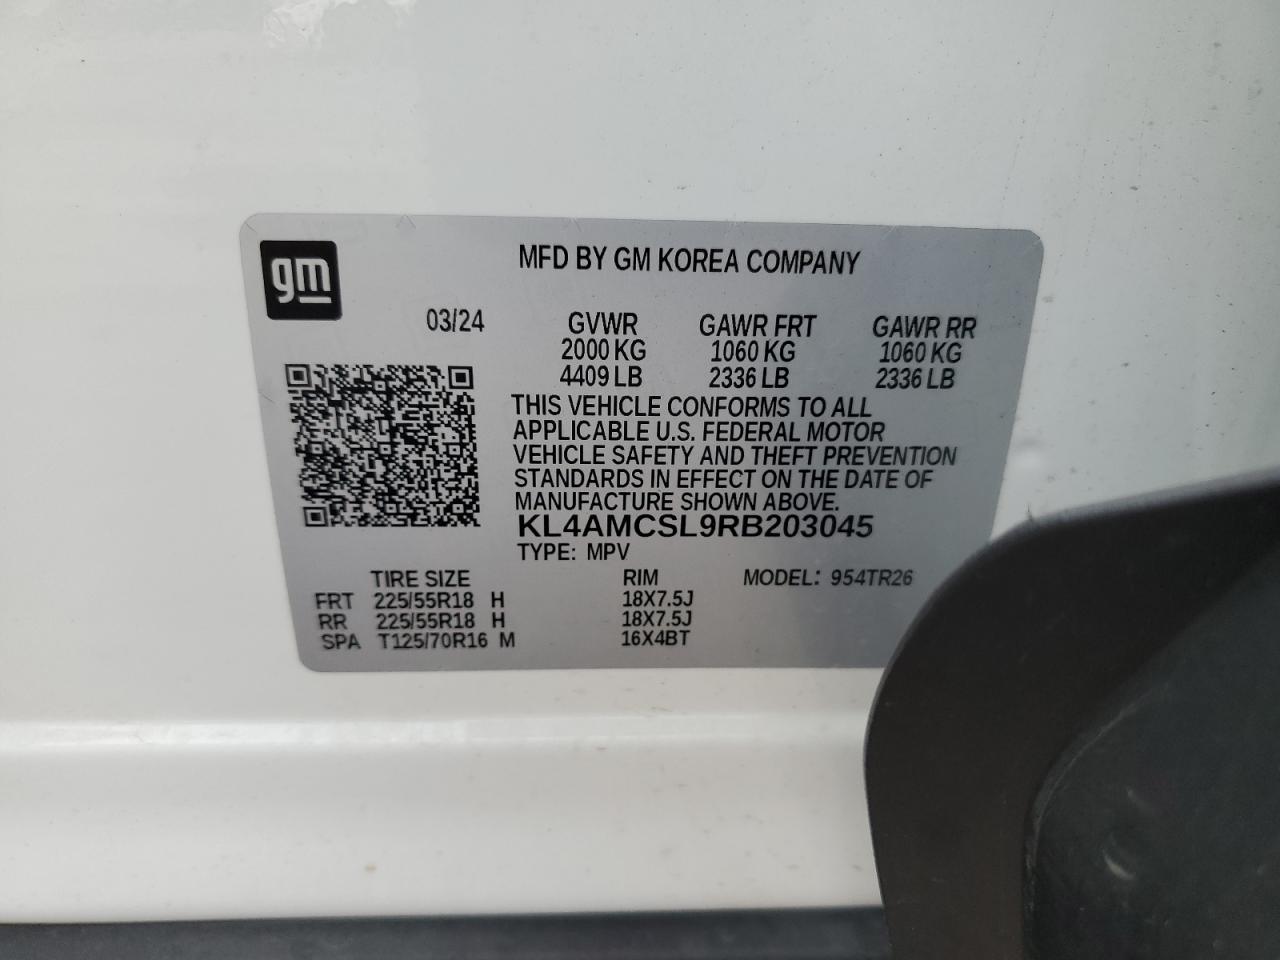 gm
MFD BY GM KOREA COMPANY
03/24 GVWR GAWR FRT GAWR RR
2000 KG 1060 KG 1060 KG
4409 LB 2336 LB 2336 LB
THIS VEHICLE CONFORMS TO ALL
APPLICABLE U.S. FEDERAL MOTOR
VEHICLE SAFETY AND THEFT PREVENTION
STANDARDS IN EFFECT ON THE DATE OF
MANUFACTURE SHOWN ABOVE.
KL4AMCSL9RB203045
TYPE: MPV
TIRE SIZE RIM MODEL: 954TR26
FRT 225/55R18 H 18X7.5J
RR 225/55R18 H 18X7.5J
SPA T125/70R16 M 16X4BT